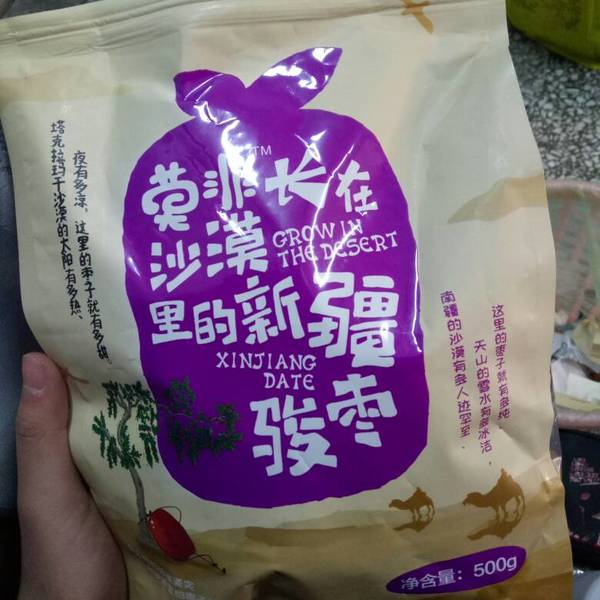 莫非长在
TM
沙漠
GROW IN
THE DESERT
里的新疆
XINJIANG
DATE
骏枣
塔克拉玛干沙漠的太阳有多热、
夜有多凉，这里的枣子就有多甜。
南疆的沙漠有多人迹罕至、
天山的雪水有多冰洁，
这里的枣子就有多纯
净含量：500g